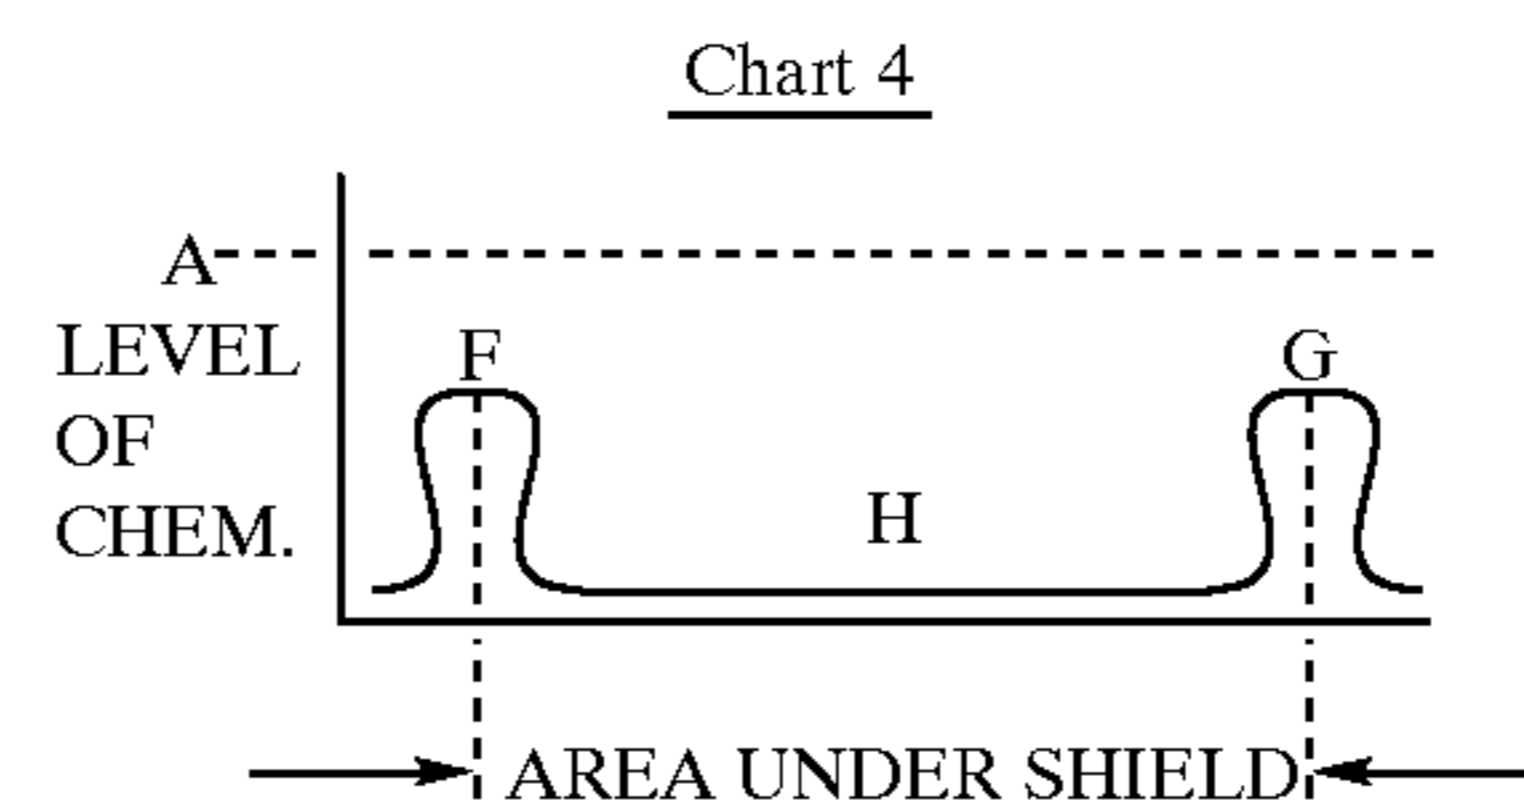 Chart 4
A
LEVEL
OF
CHEM.
F
G
H
AREA UNDER SHIELD